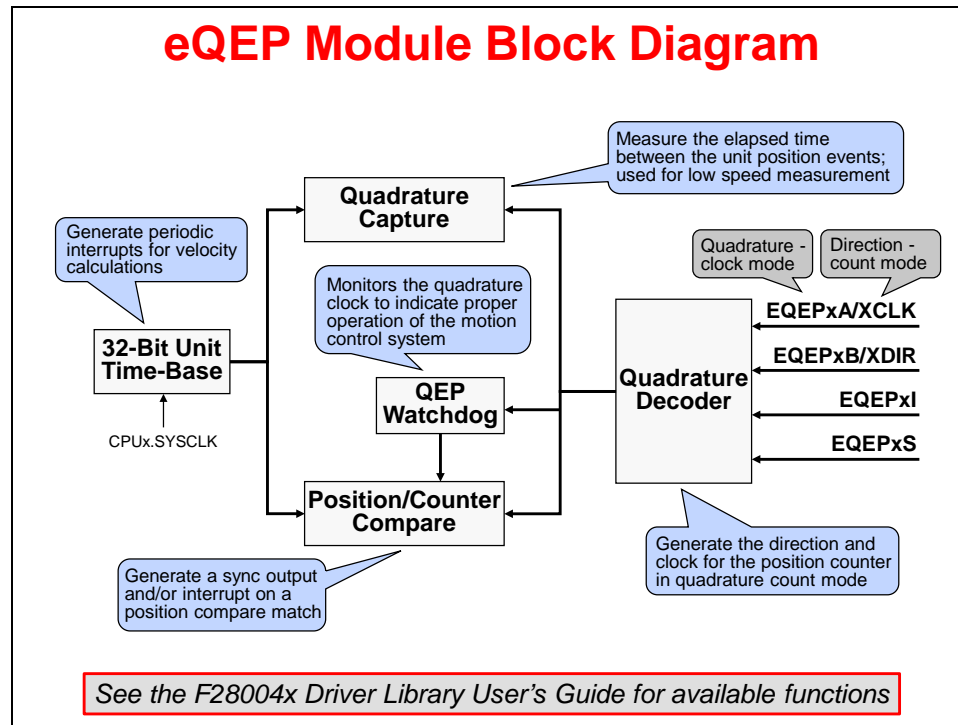 eQEP Module Block Diagram
Measure the elapsed time
between the unit position events;
used for low speed measurement
Quadrature
Capture
Generate periodic
interrupts for velocity
calculations
Quadrature -
clock mode
Direction -
count mode
Monitors the quadrature
clock to indicate proper
operation of the motion
control system
EQEPxA/XCLK
32-Bit Unit
Time-Base
EQEPxB/XDIR
Quadrature
Decoder
QEP
Watchdog
EQEPxI
CPUx.SYSCLK
EQEPxS
Position/Counter
Compare
Generate the direction and
clock for the position counter
in quadrature count mode
Generate a sync output
and/or interrupt on a
position compare match
See the F28004x Driver Library User's Guide for available functions